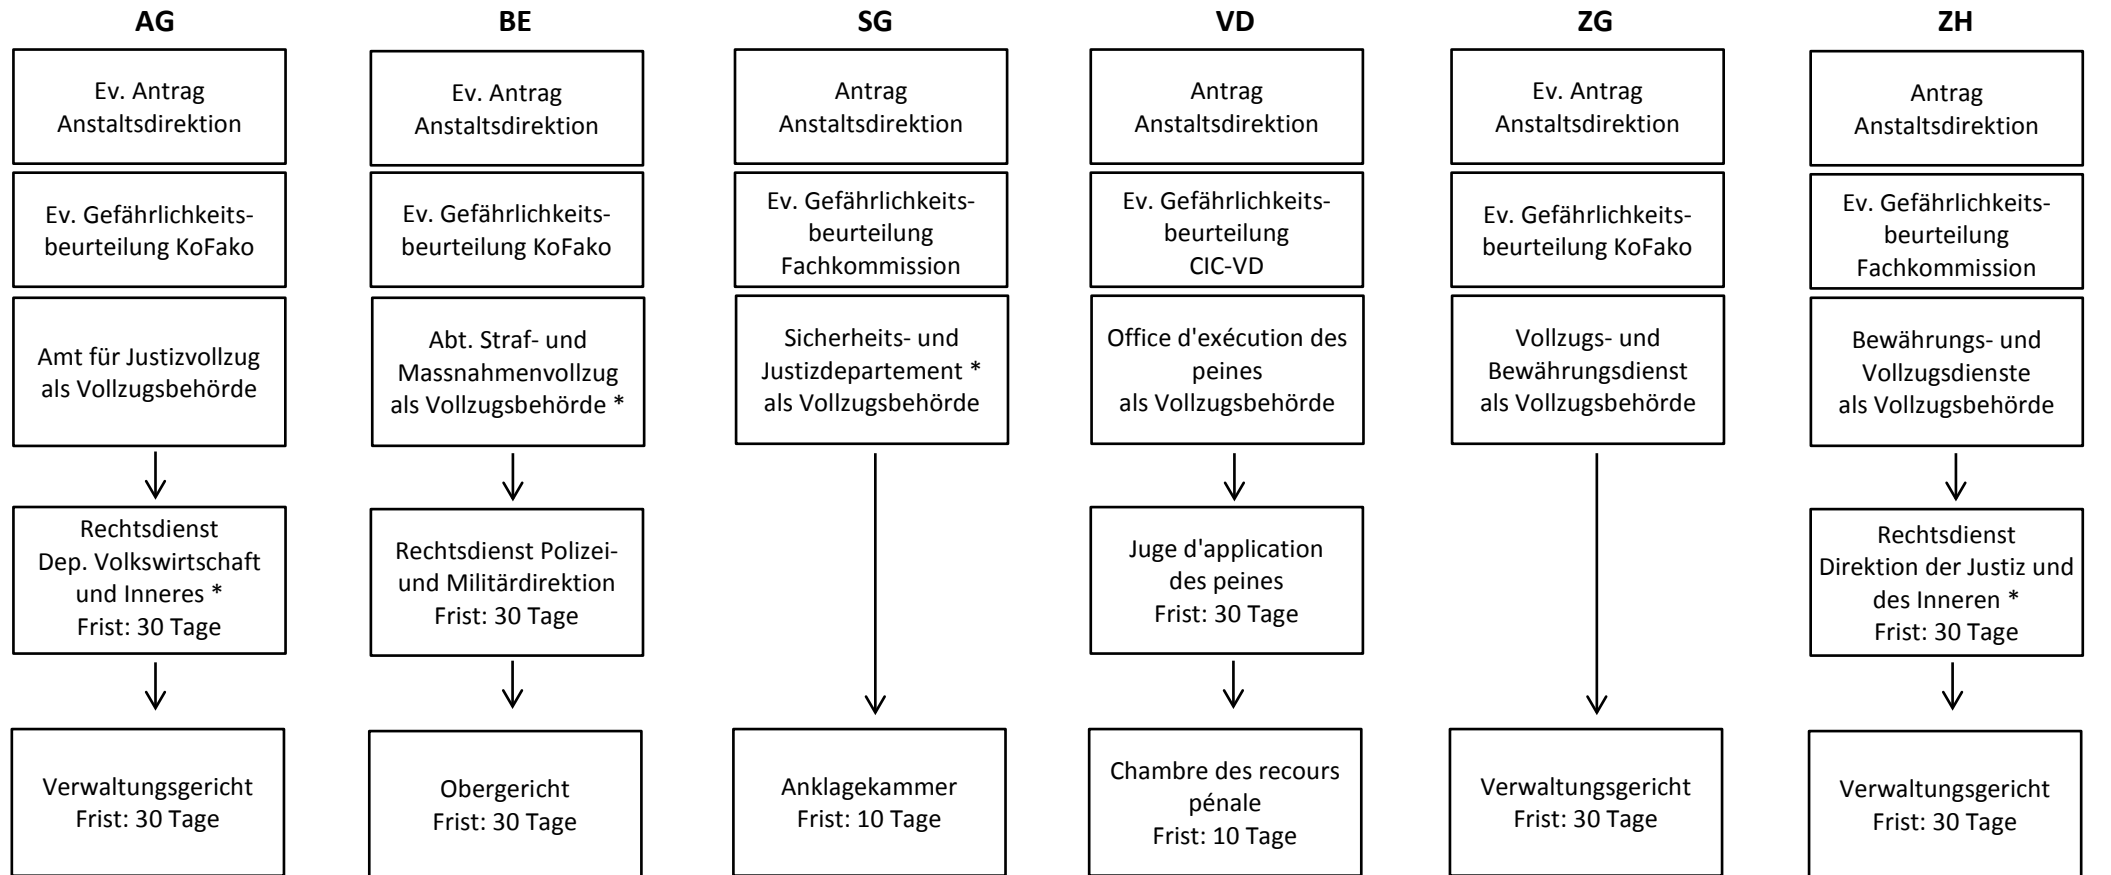 AG
Ev. Antrag
Anstaltsdirektion
Ev. Gefährlichkeits-
beurteilung KoFako
Amt für Justizvollzug
als Vollzugsbehörde
Rechtsdienst
Dep. Volkswirtschaft
und Inneres *
Frist: 30 Tage
Verwaltungsgericht
Frist: 30 Tage
BE
Ev. Antrag
Anstaltsdirektion
Ev. Gefährlichkeits-
beurteilung KoFako
Abt. Straf- und
Massnahmenvollzug
als Vollzugsbehörde *
Rechtsdienst Polizei-
und Militärdirektion
Frist: 30 Tage
Obergericht
Frist: 30 Tage
SG
Antrag
Anstaltsdirektion
Ev. Gefährlichkeits-
beurteilung
Fachkommission
Sicherheits- und
Justizdepartement *
als Vollzugsbehörde
Anklagekammer
Frist: 10 Tage
VD
Antrag
Anstaltsdirektion
Ev. Gefährlichkeits-
beurteilung
CIC-VD
Office d'exécution des
peines
als Vollzugsbehörde
Juge d'application
des peines
Frist: 30 Tage
Chambre des recours
pénale
Frist: 10 Tage
ZG
Ev. Antrag
Anstaltsdirektion
Ev. Gefährlichkeits-
beurteilung KoFako
Vollzugs- und
Bewährungsdienst
als Vollzugsbehörde
Verwaltungsgericht
Frist: 30 Tage
ZH
Antrag
Anstaltsdirektion
Ev. Gefährlichkeits-
beurteilung
Fachkommission
Bewährungs- und
Vollzugsdienste
als Vollzugsbehörde
Rechtsdienst
Direktion der Justiz und
des Inneren *
Frist: 30 Tage
Verwaltungsgericht
Frist: 30 Tage